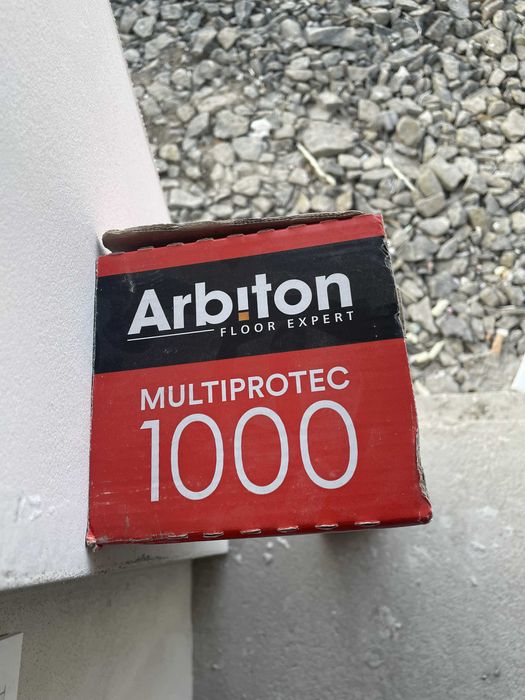 Arbiton
FLOOR EXPERT
MULTIPROTEC
1000